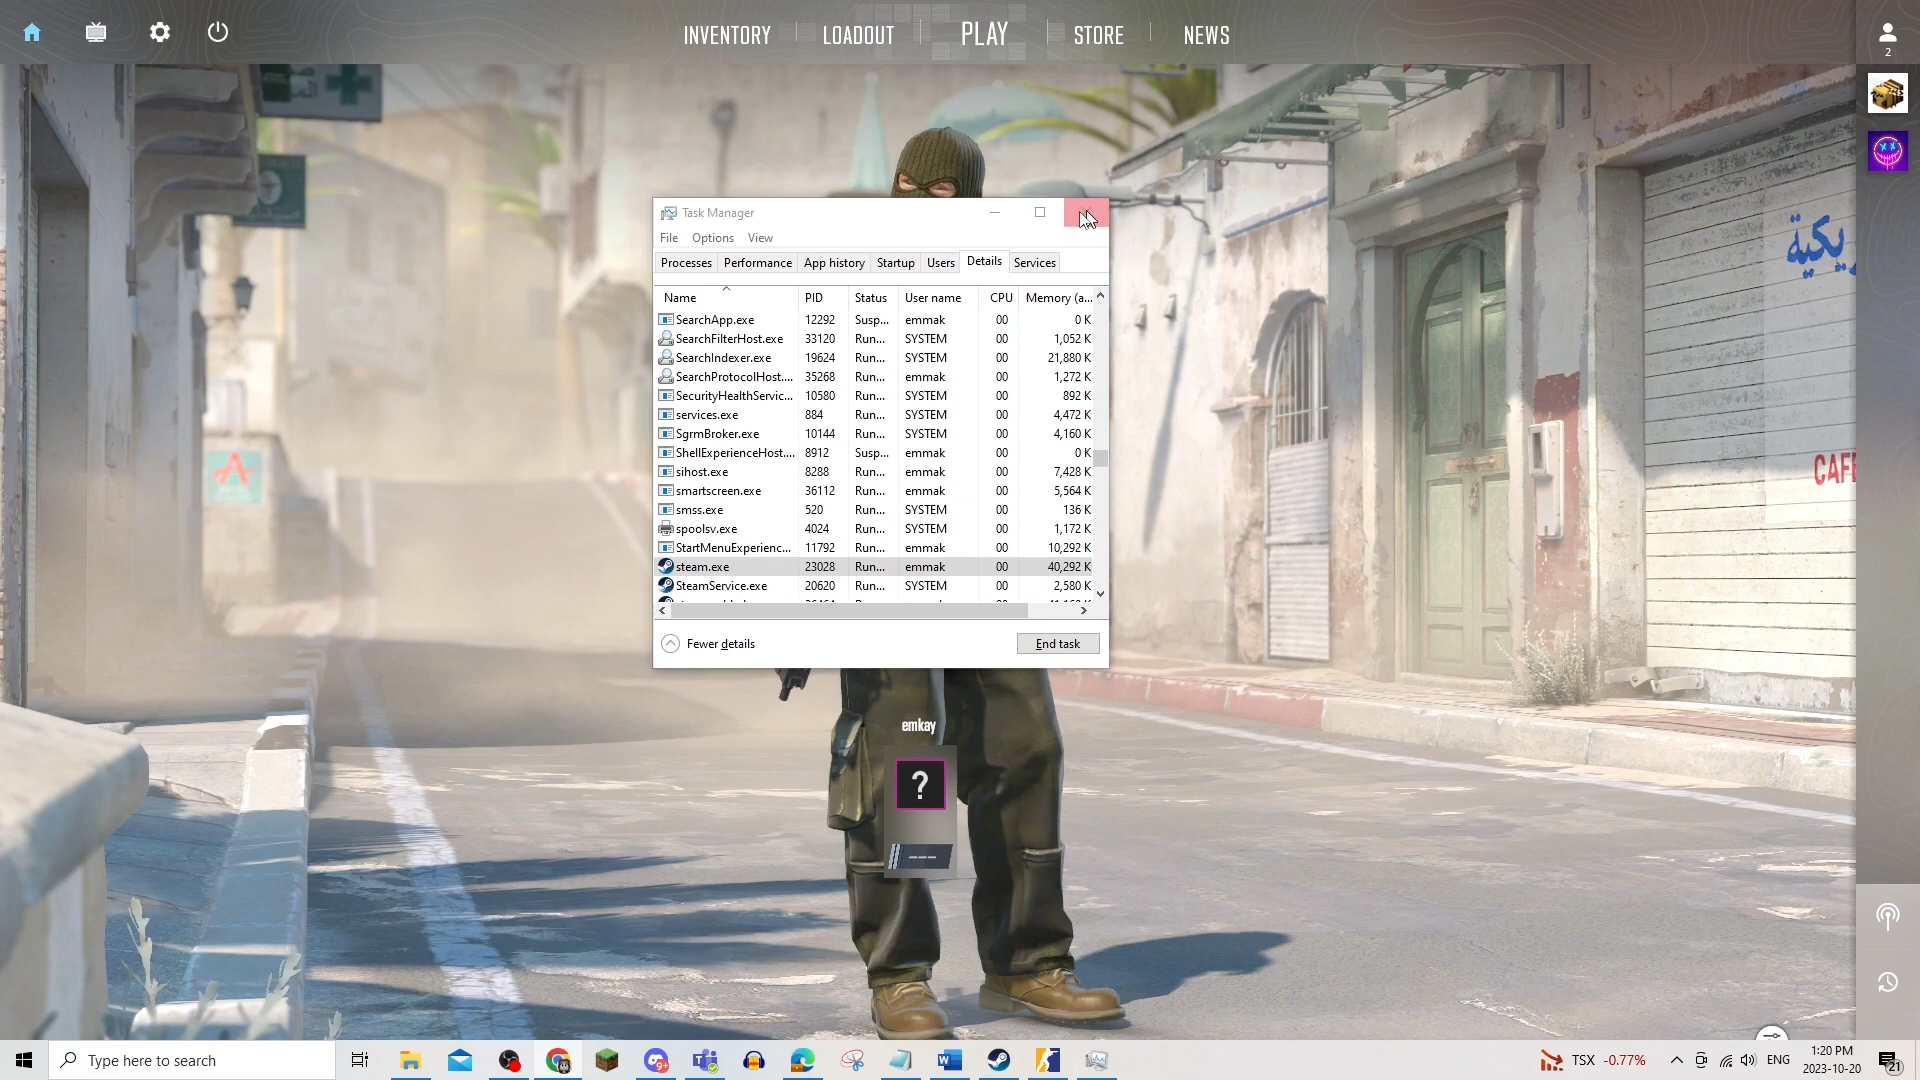 INVENTORY LOADOUT PLAY STORE NEWS
2
Task Manager
File Options View
Processes Performance App history Startup Users Details Services
Name PID Status User name CPU Memory (a...
SearchApp.exe 12292 Susp... emmak 00 0 K
SearchFilterHost.exe 33120 Run... SYSTEM 00 1,052 K
SearchIndexer.exe 19624 Run... SYSTEM 00 21,880 K
SearchProtocolHost.... 35268 Run... emmak 00 1,272 K
SecurityHealthServic... 10580 Run... SYSTEM 00 892 K
services.exe 884 Run... SYSTEM 00 4,472 K
SgrmBroker.exe 10144 Run... SYSTEM 00 4,160 K
ShellExperienceHost.... 8912 Susp... emmak 00 0 K
sihost.exe 8288 Run... emmak 00 7,428 K
smartscreen.exe 36112 Run... emmak 00 5,564 K
smss.exe 520 Run... SYSTEM 00 136 K
spoolsv.exe 4024 Run... SYSTEM 00 1,172 K
StartMenuExperienc... 11792 Run... emmak 00 10,292 K
steam.exe 23028 Run... emmak 00 40,292 K
SteamService.exe 20620 Run... SYSTEM 00 2,580 K
Fewer details End task
CAFE
emkay
?
---
Type here to search
9+
TSX -0.77%
ENG
1:20 PM
2023-10-20
21